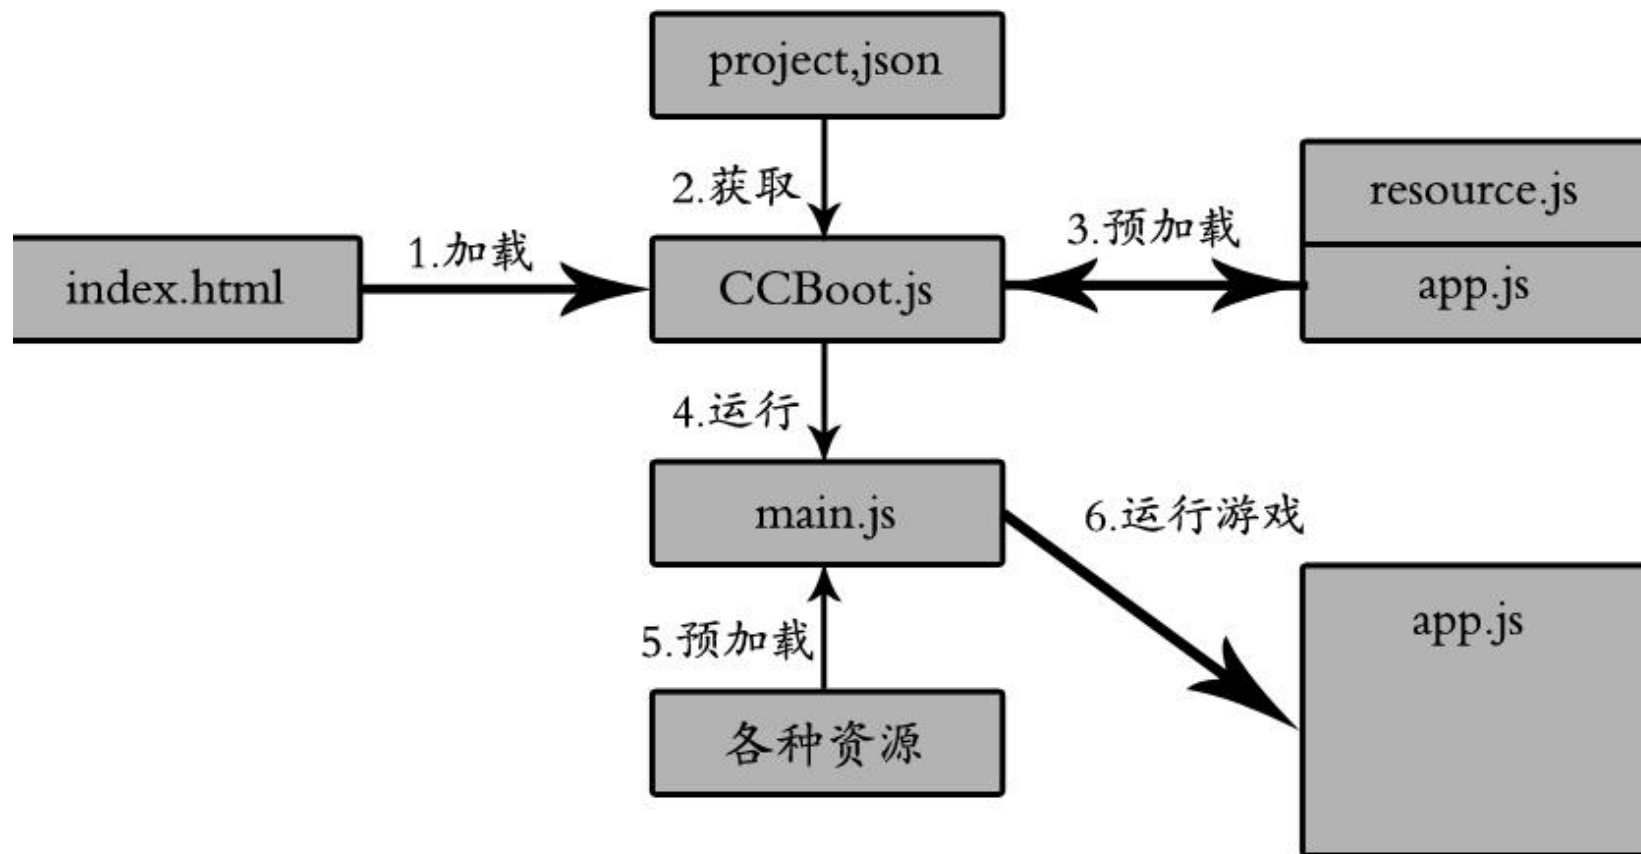 project,json
2.获取
resource.js
3.预加载
1.加载
index.html
CCBoot.js
app.js
4.运行
main.js
6.运行游戏
app.js
5.预加载
各种资源